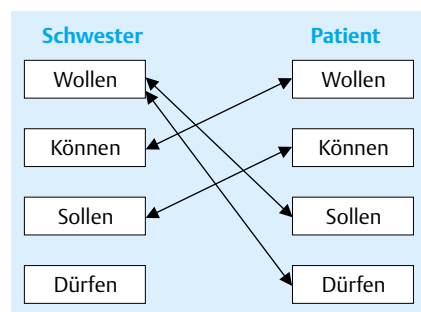 Schwester Patient
Wollen Wollen
Können Können
Sollen Sollen
Dürfen Dürfen